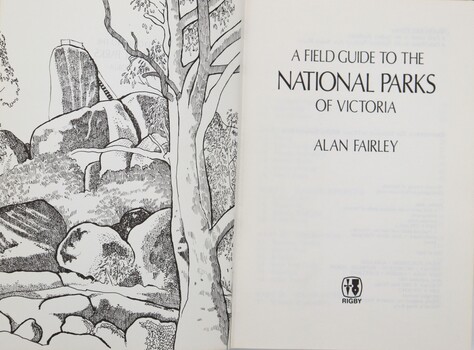 A FIELD GUIDE TO THE
NATIONAL PARKS
OF VICTORIA
ALAN FAIRLEY
RIGBY